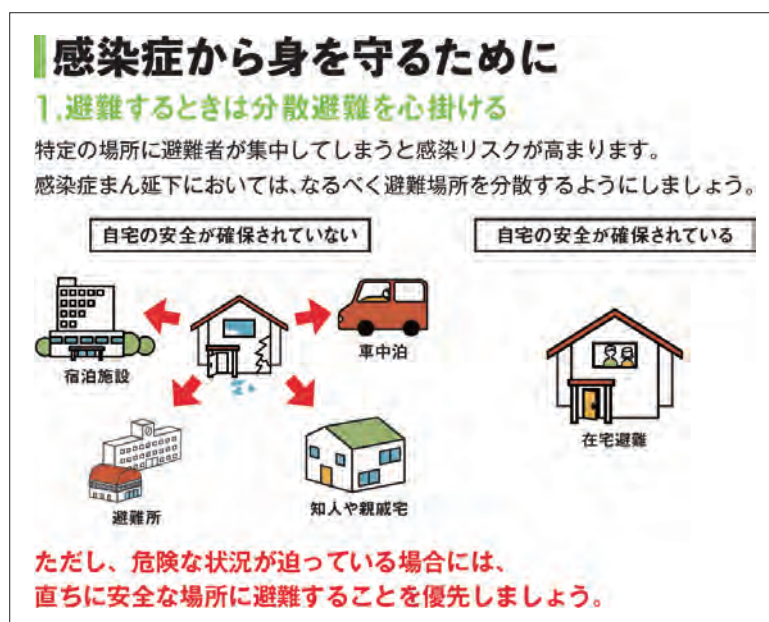 感染症から身を守るために
1.避難するときは分散避難を心掛ける
特定の場所に避難者が集中してしまうと感染リスクが高まります。
感染症まん延下においては、なるべく避難場所を分散するようにしましょう。
自宅の安全が確保されていない
自宅の安全が確保されている
宿泊施設
車中泊
避難所
知人や親戚宅
在宅避難
ただし、危険な状況が迫っている場合には、
直ちに安全な場所に避難することを優先しましょう。